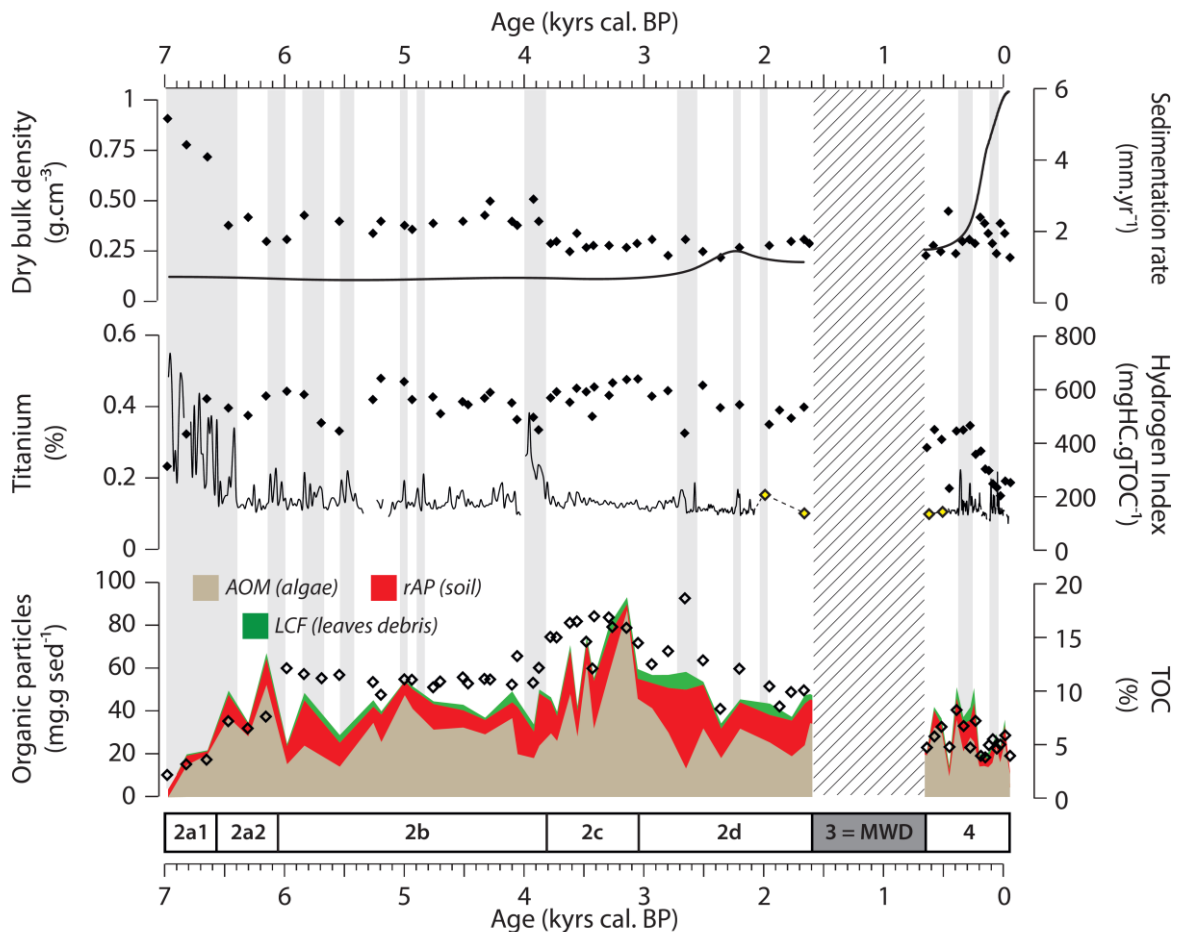 Age (kyrs cal. BP)
7 6 5 4 3 2 1 0
Dry bulk density
(g.cm⁻³)
1
0.75
0.50
0.25
0
6
4
2
0
Sedimentation rate
(mm.yr⁻¹)
Titanium
(%)
0.6
0.4
0.2
0
800
600
400
200
0
Hydrogen Index
(mgHC.gTOC⁻¹)
AOM (algae) rAP (soil)
LCF (leaves debris)
Organic particles
(mg.g sed⁻¹)
100
80
60
40
20
0
20
15
10
5
0
TOC
(%)
2a1 2a2 2b 2c 2d 3 = MWD 4
7 6 5 4 3 2 1 0
Age (kyrs cal. BP)